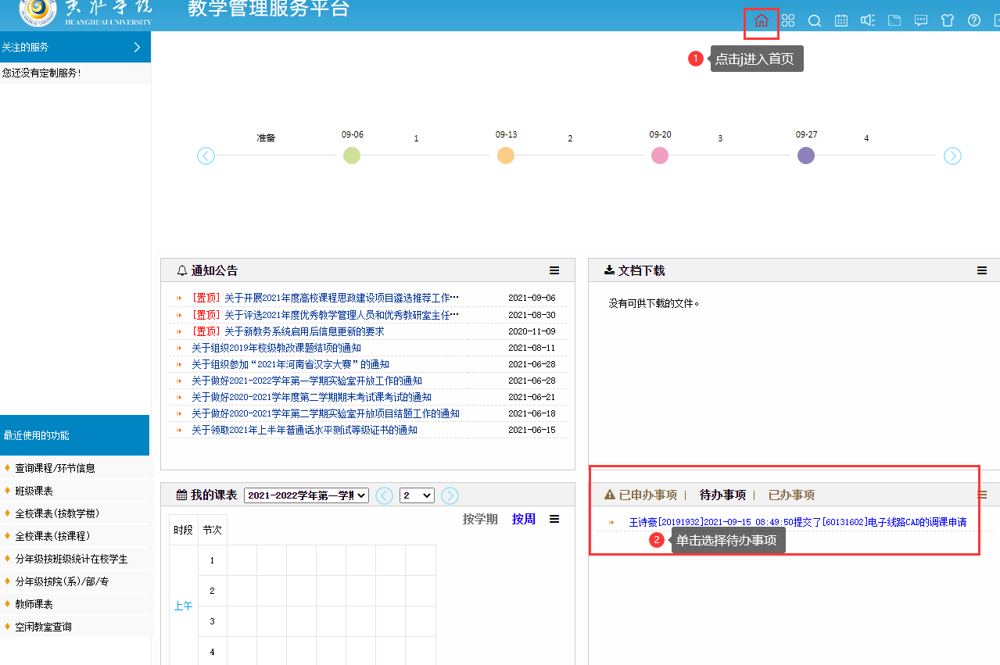 黄淮学院
HUANGHUAI UNIVERSITY
教学管理服务平台
关注的服务
您还没有定制服务!
1 点击j进入首页
准备 09-06 1 09-13 2 09-20 3 09-27 4
通知公告
[置顶] 关于开展2021年度高校课程思政建设项目遴选推荐工作… 2021-09-06
[置顶] 关于评选2021年度优秀教学管理人员和优秀教研室主任… 2021-08-30
[置顶] 关于新教务系统启用后信息更新的要求 2020-11-09
关于组织2019年校级教改课题结项的通知 2021-08-11
关于组织参加“2021年河南省汉字大赛”的通知 2021-06-28
关于做好2021-2022学年第一学期实验室开放工作的通知 2021-06-28
关于做好2020-2021学年度第二学期期末考试课考试的通知 2021-06-21
关于做好2020-2021学年第二学期实验室开放项目结题工作的通知 2021-06-18
关于领取2021年上半年普通话水平测试等级证书的通知 2021-06-15
文档下载
没有可供下载的文件。
最近使用的功能
查询课程/环节信息
班级课表
全校课表(按教学楼)
全校课表(按课程)
分年级按班级统计在校学生
分年级按院(系)/部/专
教师课表
空闲教室查询
我的课表 2021-2022学年第一学期 2
按学期 按周
时段 节次
上午
1
2
3
4
已申办事项 | 待办事项 | 已办事项
王诗豪[20191932]2021-09-15 08:49:50提交了[60131602]电子线路CAD的调课申请
2 单击选择待办事项